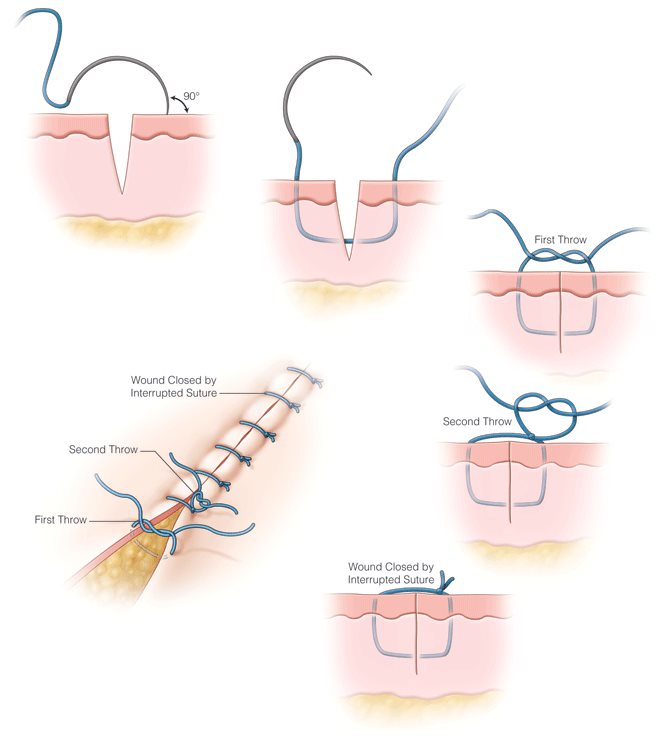 90°
First Throw
Wound Closed by
Interrupted Suture
Second Throw
First Throw
Second Throw
Wound Closed by
Interrupted Suture